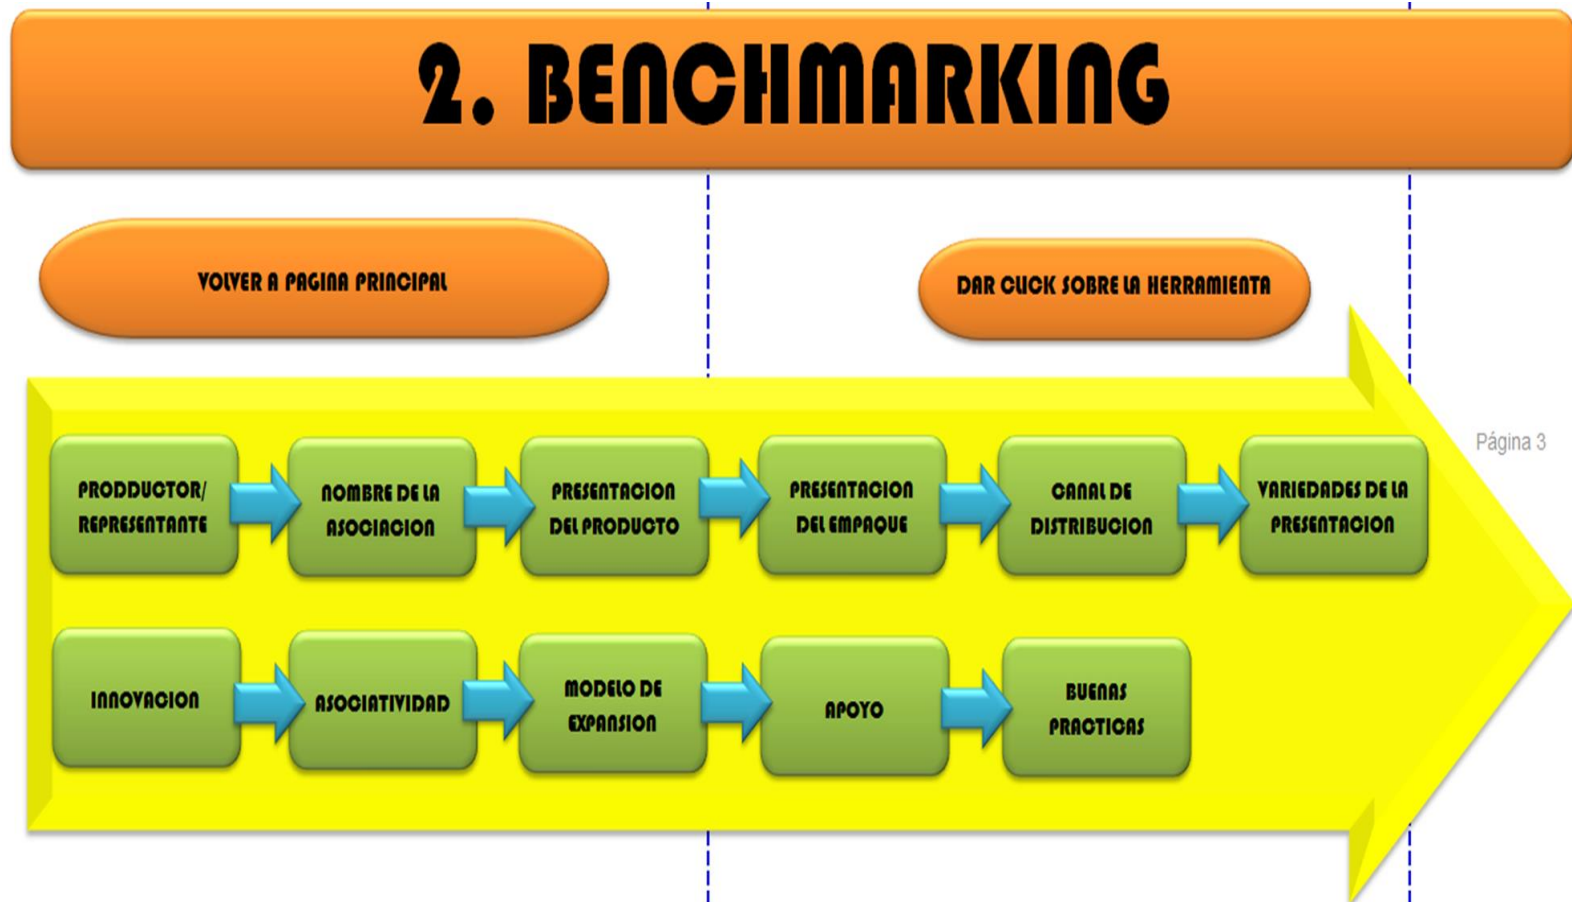 2. BENCHMARKING
VOLVER A PAGINA PRINCIPAL
DAR CLICK SOBRE LA HERRAMIENTA
Página 3
PRODDUCTOR/
REPRESENTANTE
NOMBRE DE LA
ASOCIACION
PRESENTACION
DEL PRODUCTO
PRESENTACION
DEL EMPAQUE
CANAL DE
DISTRIBUCION
VARIEDADES DE LA
PRESENTACION
INNOVACION
ASOCIATIVIDAD
MODELO DE
EXPANSION
APOYO
BUENAS
PRACTICAS